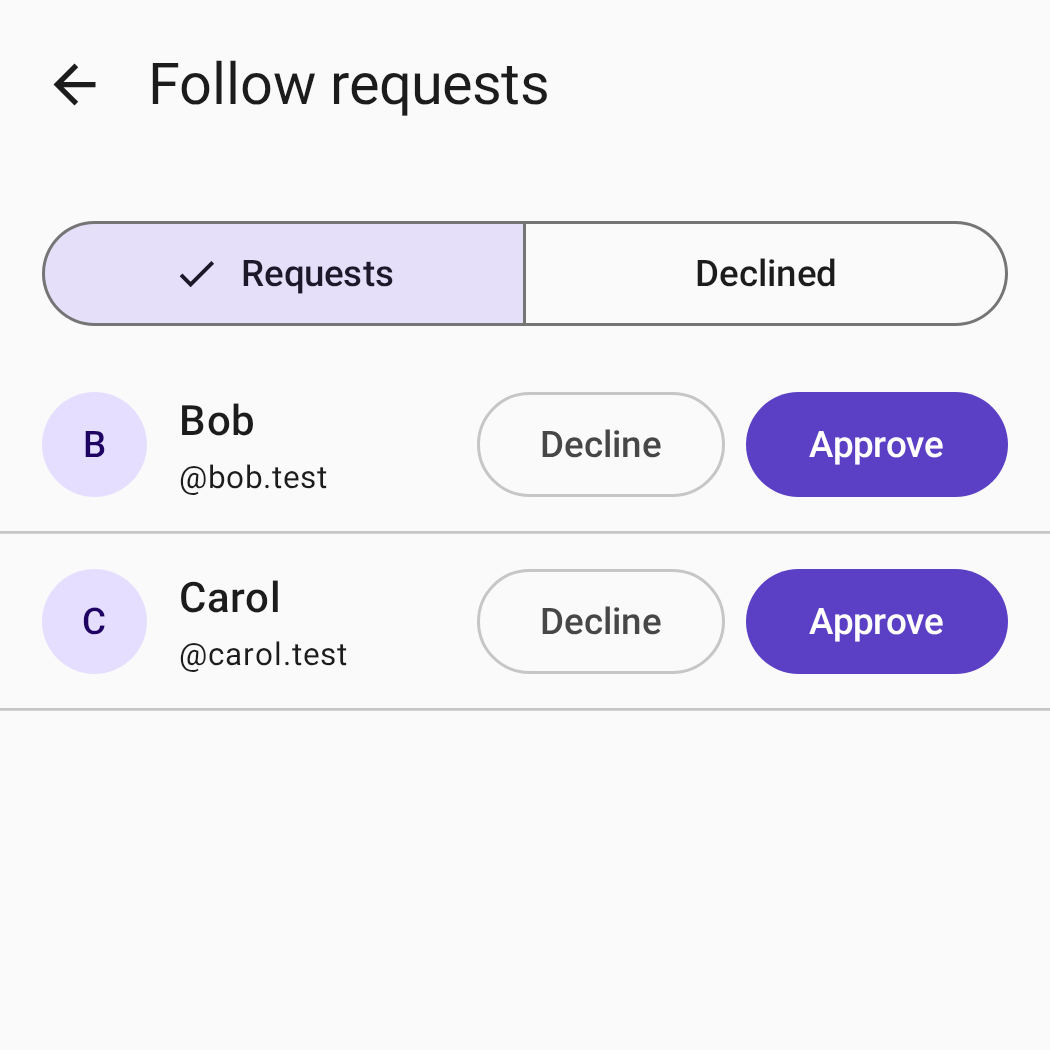 Follow requests
Requests
Declined
B
Bob
@bob.test
Decline
Approve
C
Carol
@carol.test
Decline
Approve